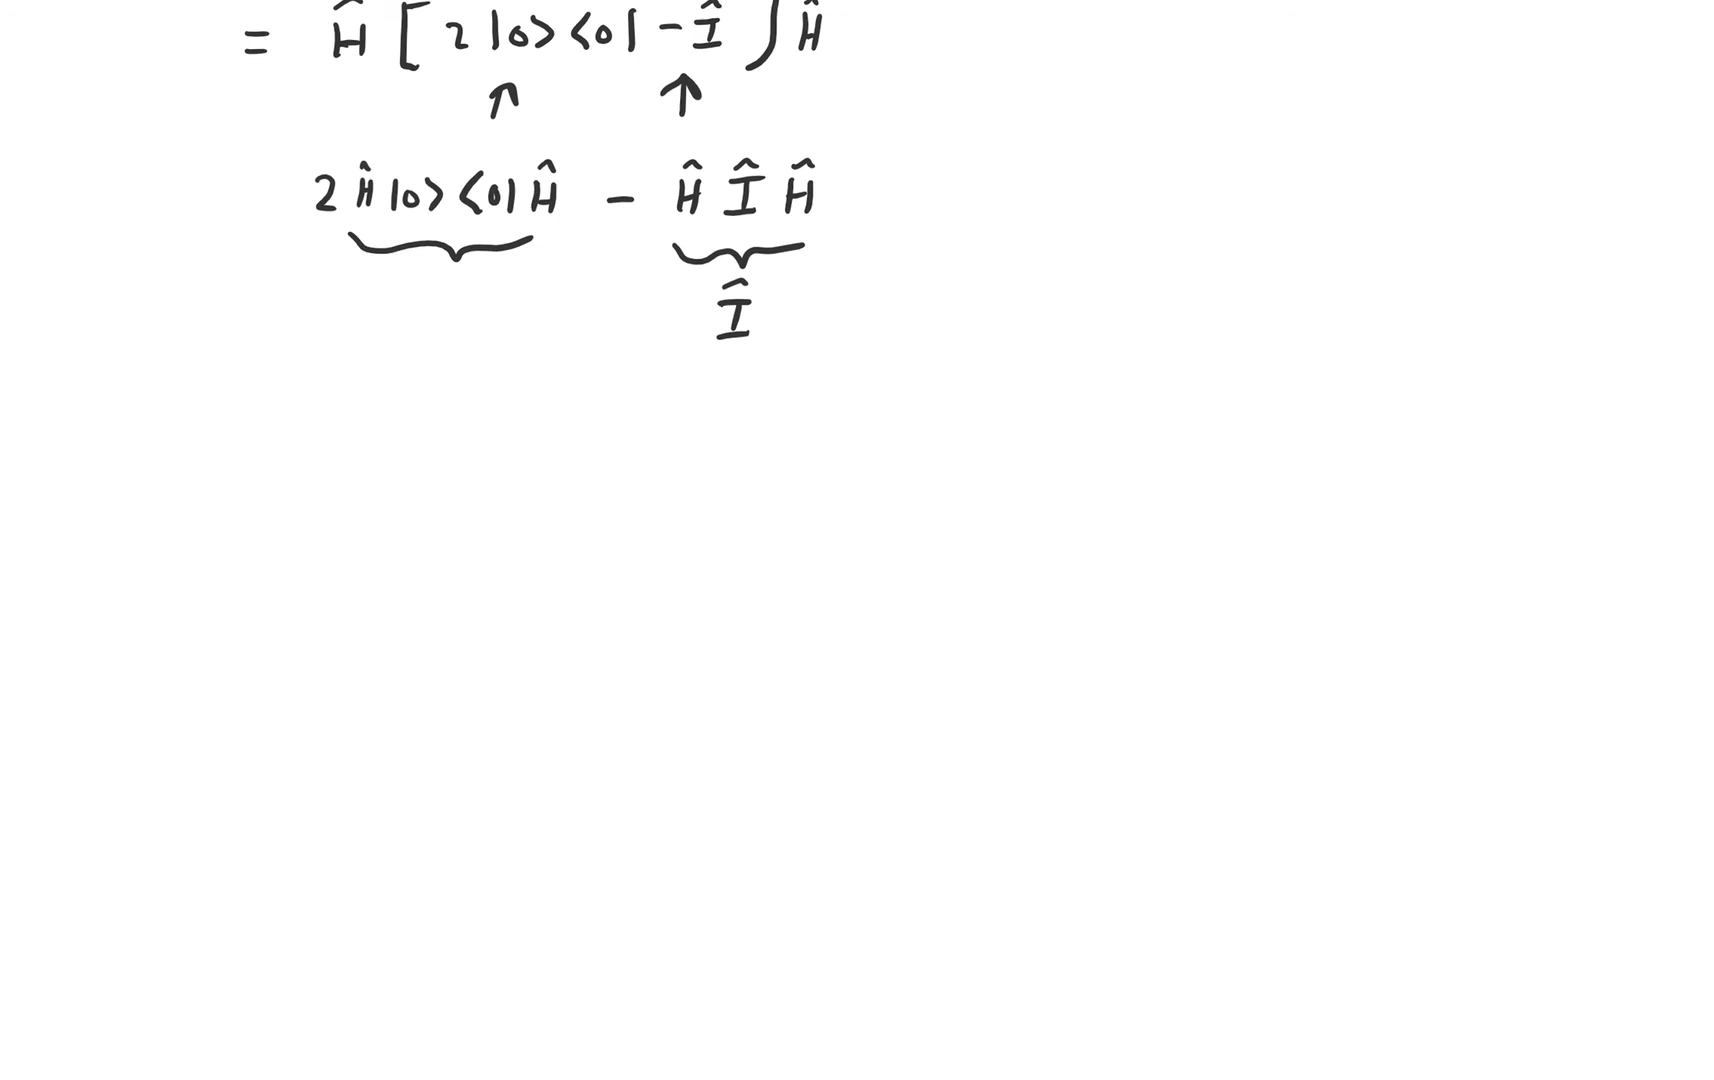 = Ĥ [ 2 |0> <0| - Î ] Ĥ
↑ ↑
2 Ĥ |0> <0| Ĥ - Ĥ Î Ĥ
Î